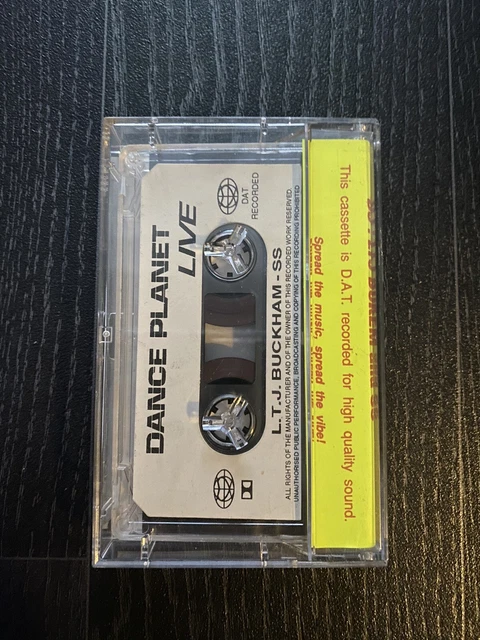 DANCE PLANET
LIVE
DAT
RECORDED
L.T.J. BUCKHAM - SS
ALL RIGHTS OF THE MANUFACTURER AND OF THE OWNER OF THIS RECORDED WORK RESERVED.
UNAUTHORISED PUBLIC PERFORMANCE, BROADCASTING AND COPYING OF THIS RECORDING PROHIBITED
This cassette is D.A.T. recorded for high quality sound.
Spread the music, spread the vibe!